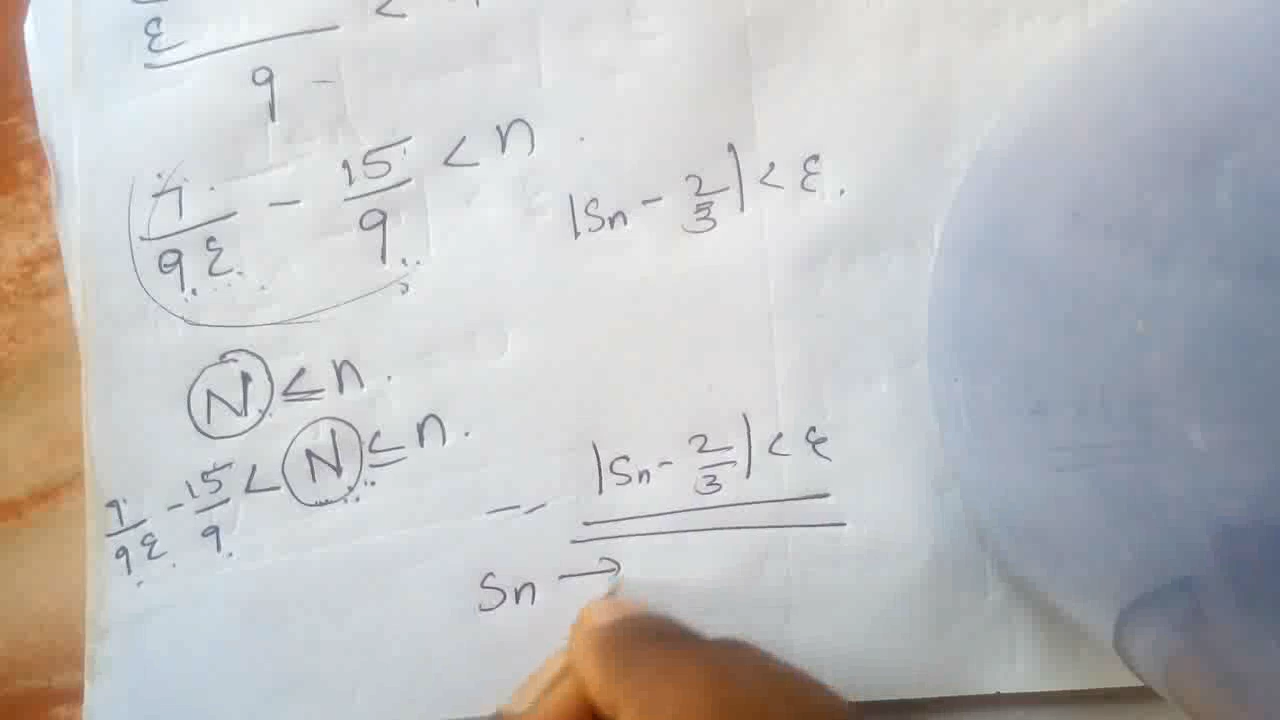 ε <
9
7/9ε - 15/9 < n .
|Sn - 2/3| < ε.
N ≤ n.
7/9ε - 15/9 < N ≤ n.
|Sn - 2/3| < ε
Sn →